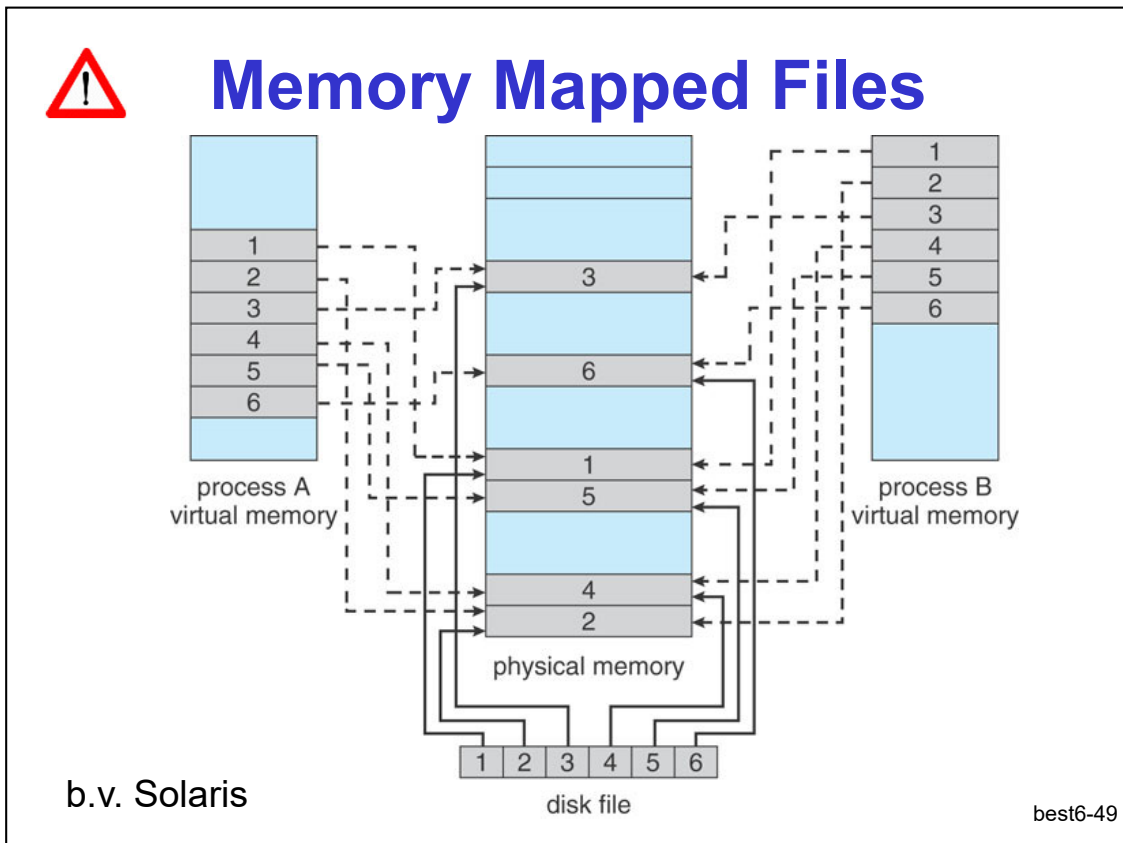 !
Memory Mapped Files
1
2
3
4
5
6
process A
virtual memory
3
6
1
5
4
2
physical memory
1
2
3
4
5
6
process B
virtual memory
1 2 3 4 5 6
disk file
b.v. Solaris
best6-49